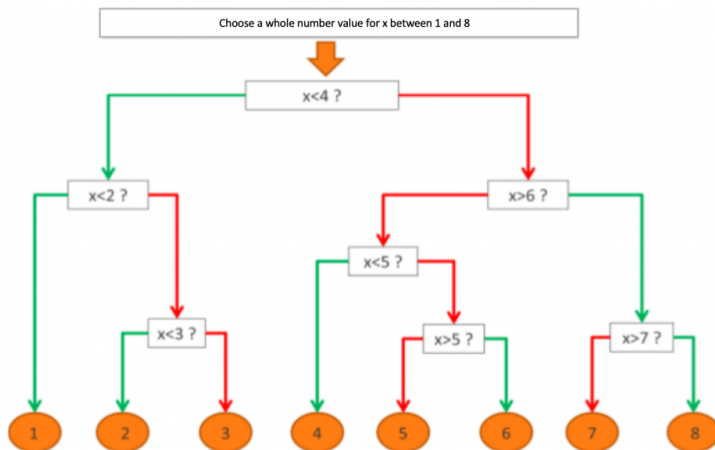 Choose a whole number value for x between 1 and 8
x<4 ?
x<2 ?
x>6 ?
x<5 ?
x<3 ?
x>5 ?
x>7 ?
1
2
3
4
5
6
7
8